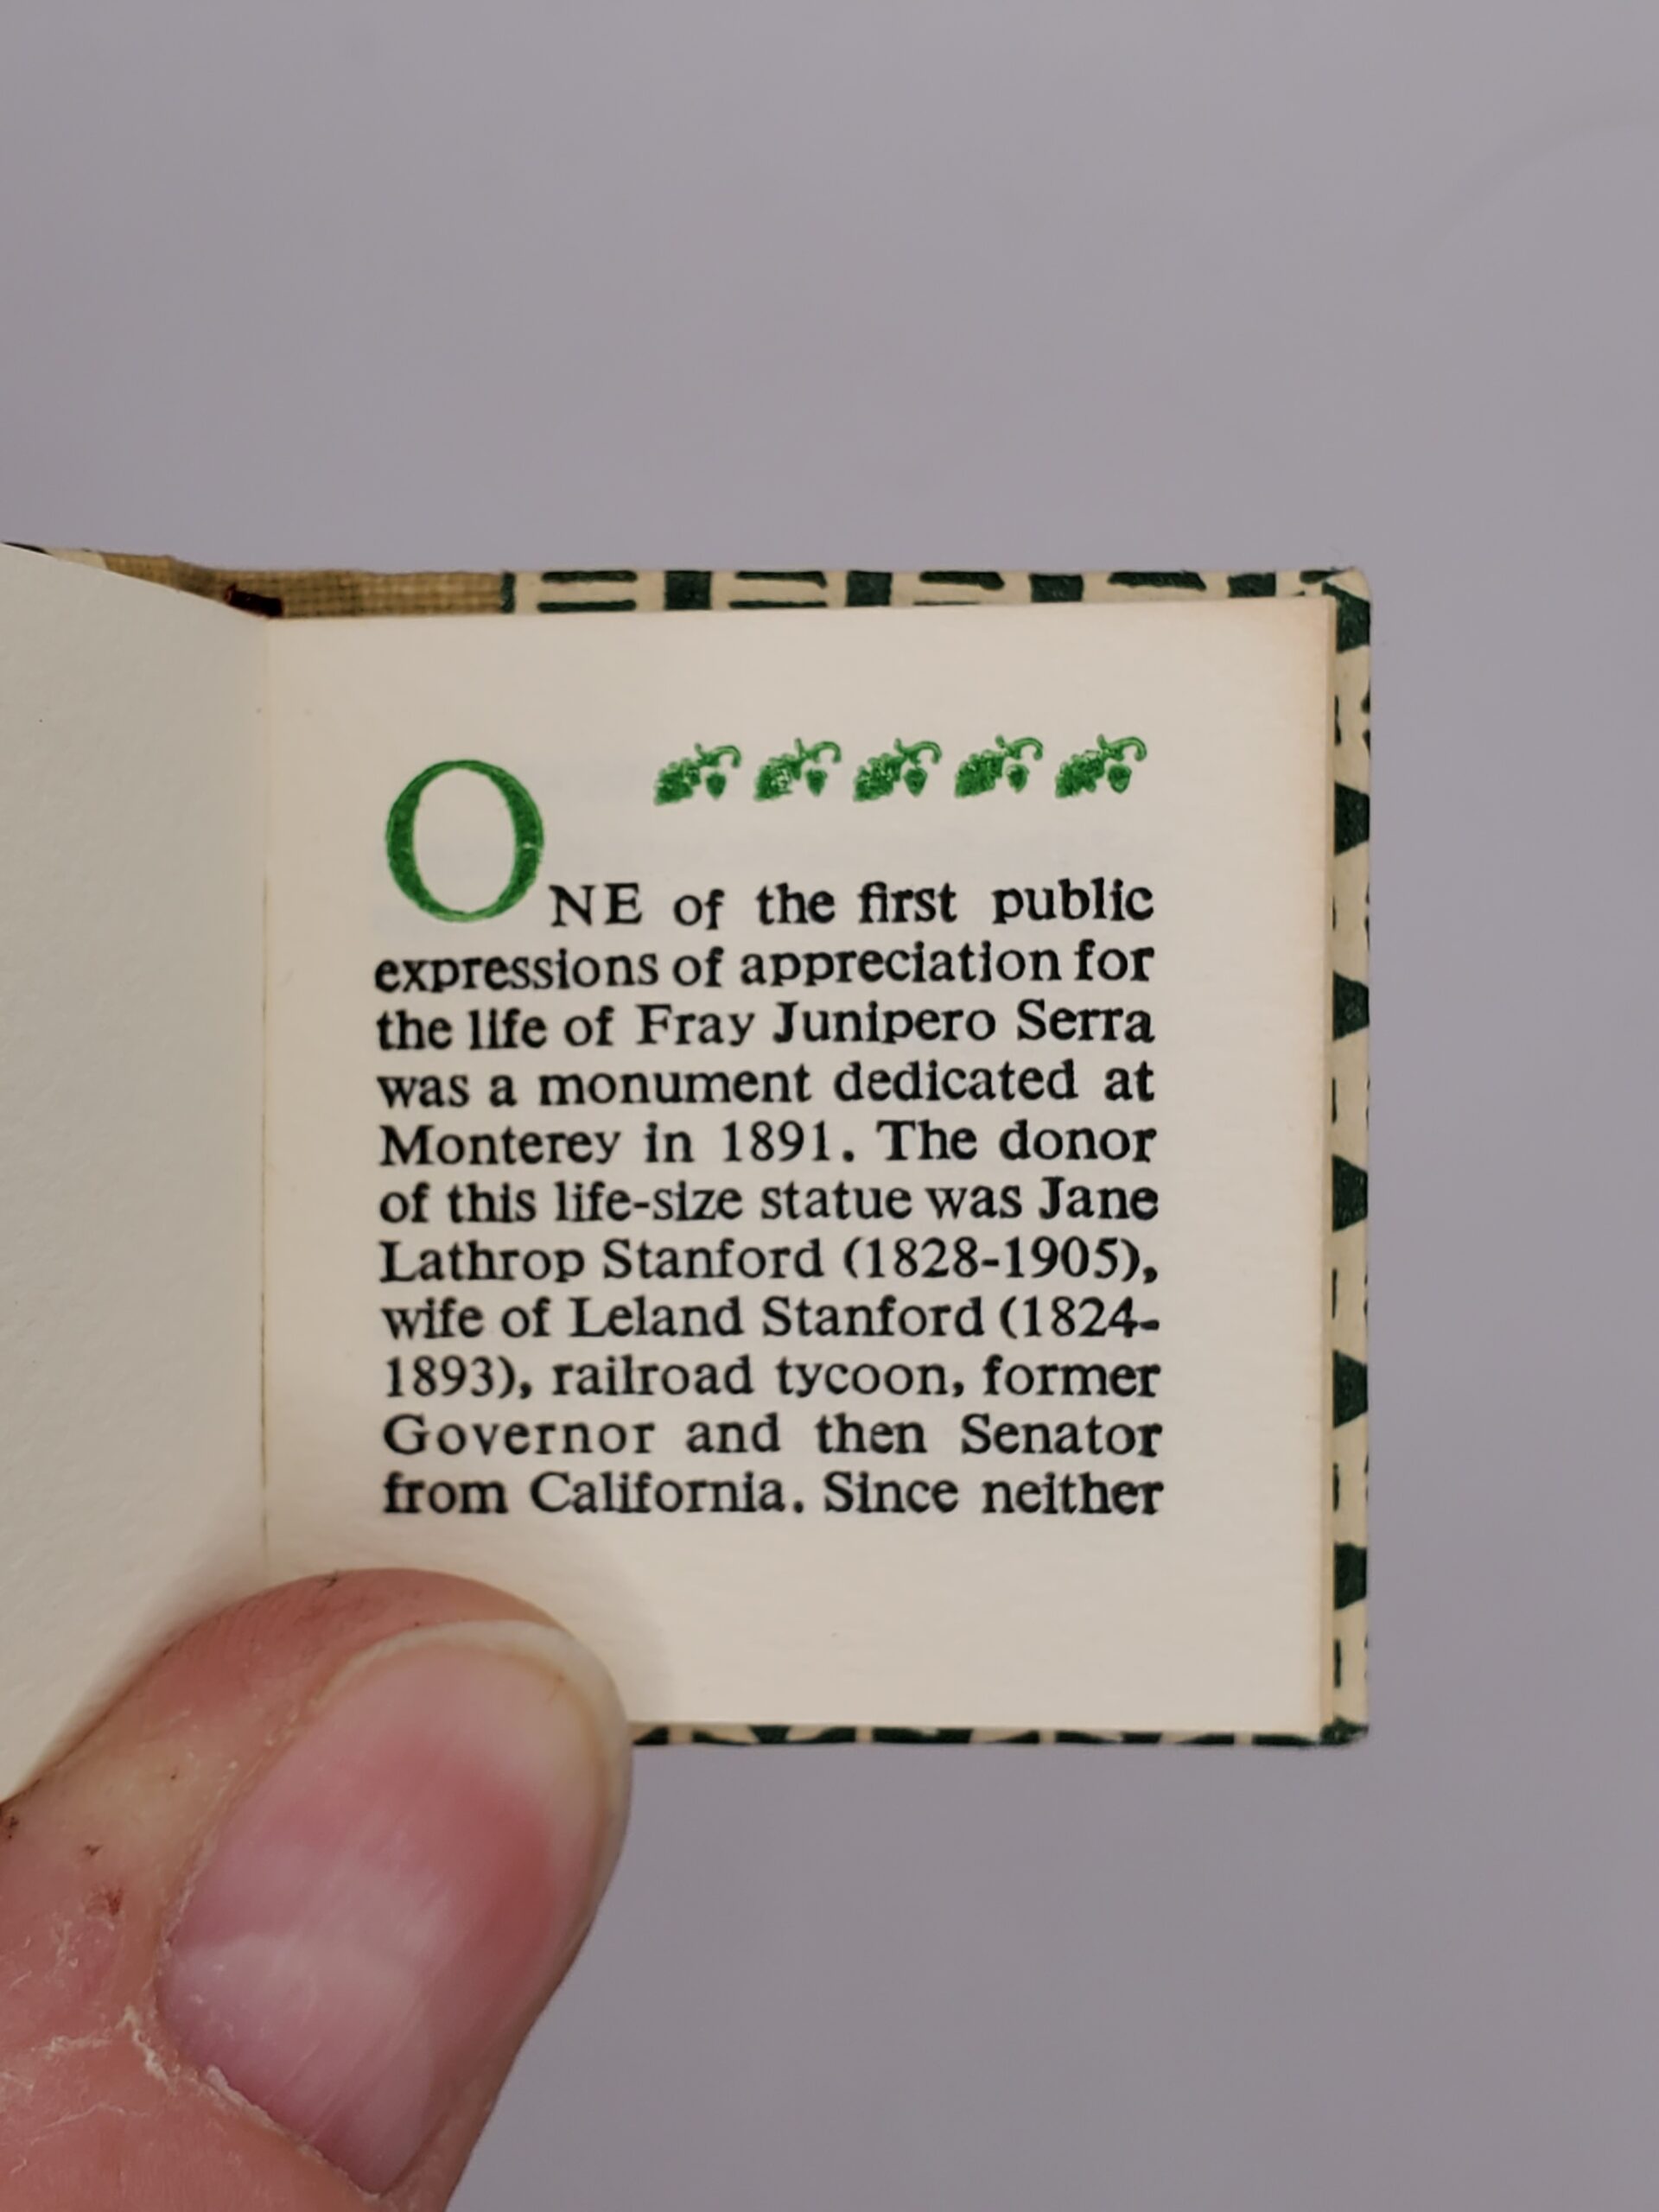 ONE of the first public
expressions of appreciation for
the life of Fray Junipero Serra
was a monument dedicated at
Monterey in 1891. The donor
of this life-size statue was Jane
Lathrop Stanford (1828-1905),
wife of Leland Stanford (1824-
1893), railroad tycoon, former
Governor and then Senator
from California. Since neither